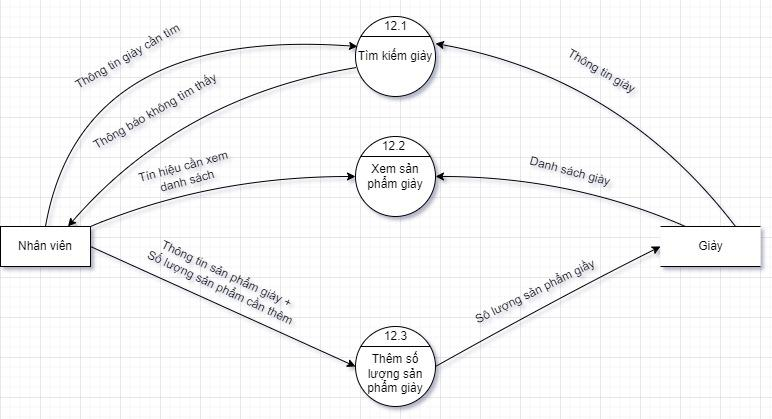 12.1
Tìm kiếm giày
Thông tin giày cần tìm
Thông báo không tìm thấy
Thông tin giày
12.2
Xem sản
phẩm giày
Tín hiệu cần xem
danh sách
Danh sách giày
Nhân viên
Giày
Thông tin sản phẩm giày +
Số lượng sản phẩm cần thêm
Số lượng sản phẩm giầy
12.3
Thêm số
lượng sản
phẩm giày